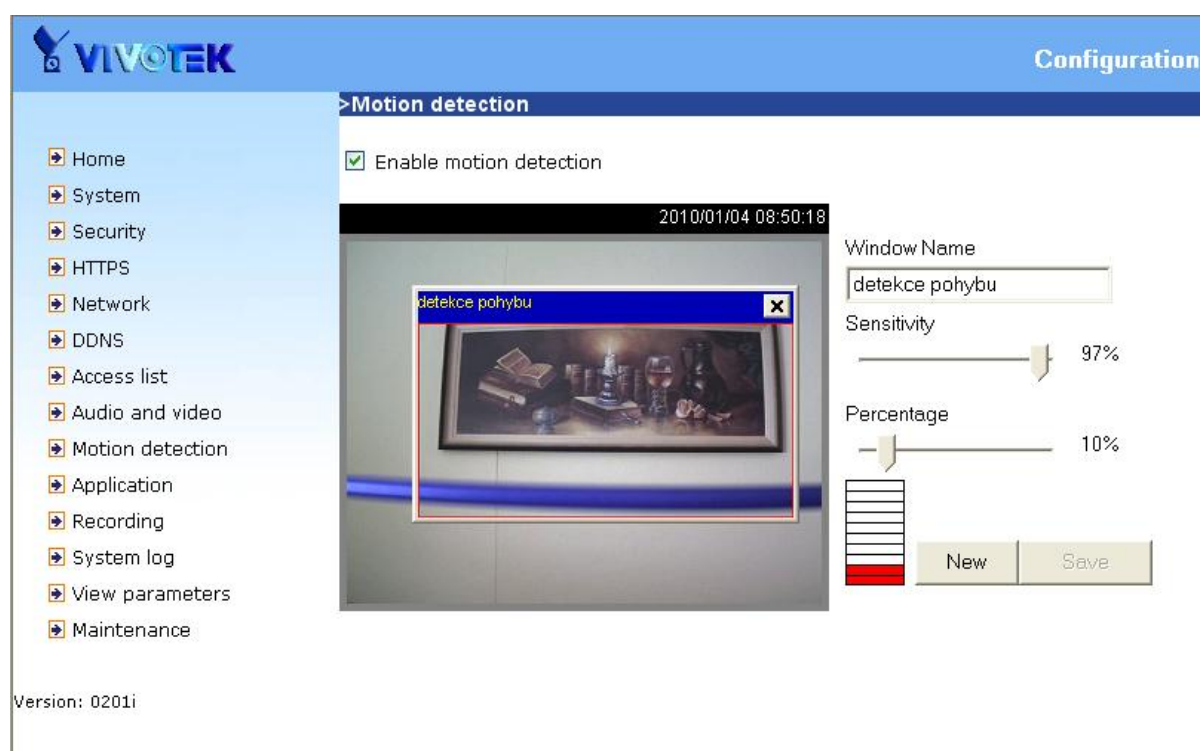 VIVOTEK
Configuration
>Motion detection
Home
System
Security
HTTPS
Network
DDNS
Access list
Audio and video
Motion detection
Application
Recording
System log
View parameters
Maintenance
Version: 0201i
Enable motion detection
2010/01/04 08:50:18
detekce pohybu
Window Name
detekce pohybu
Sensitivity
97%
Percentage
10%
New
Save